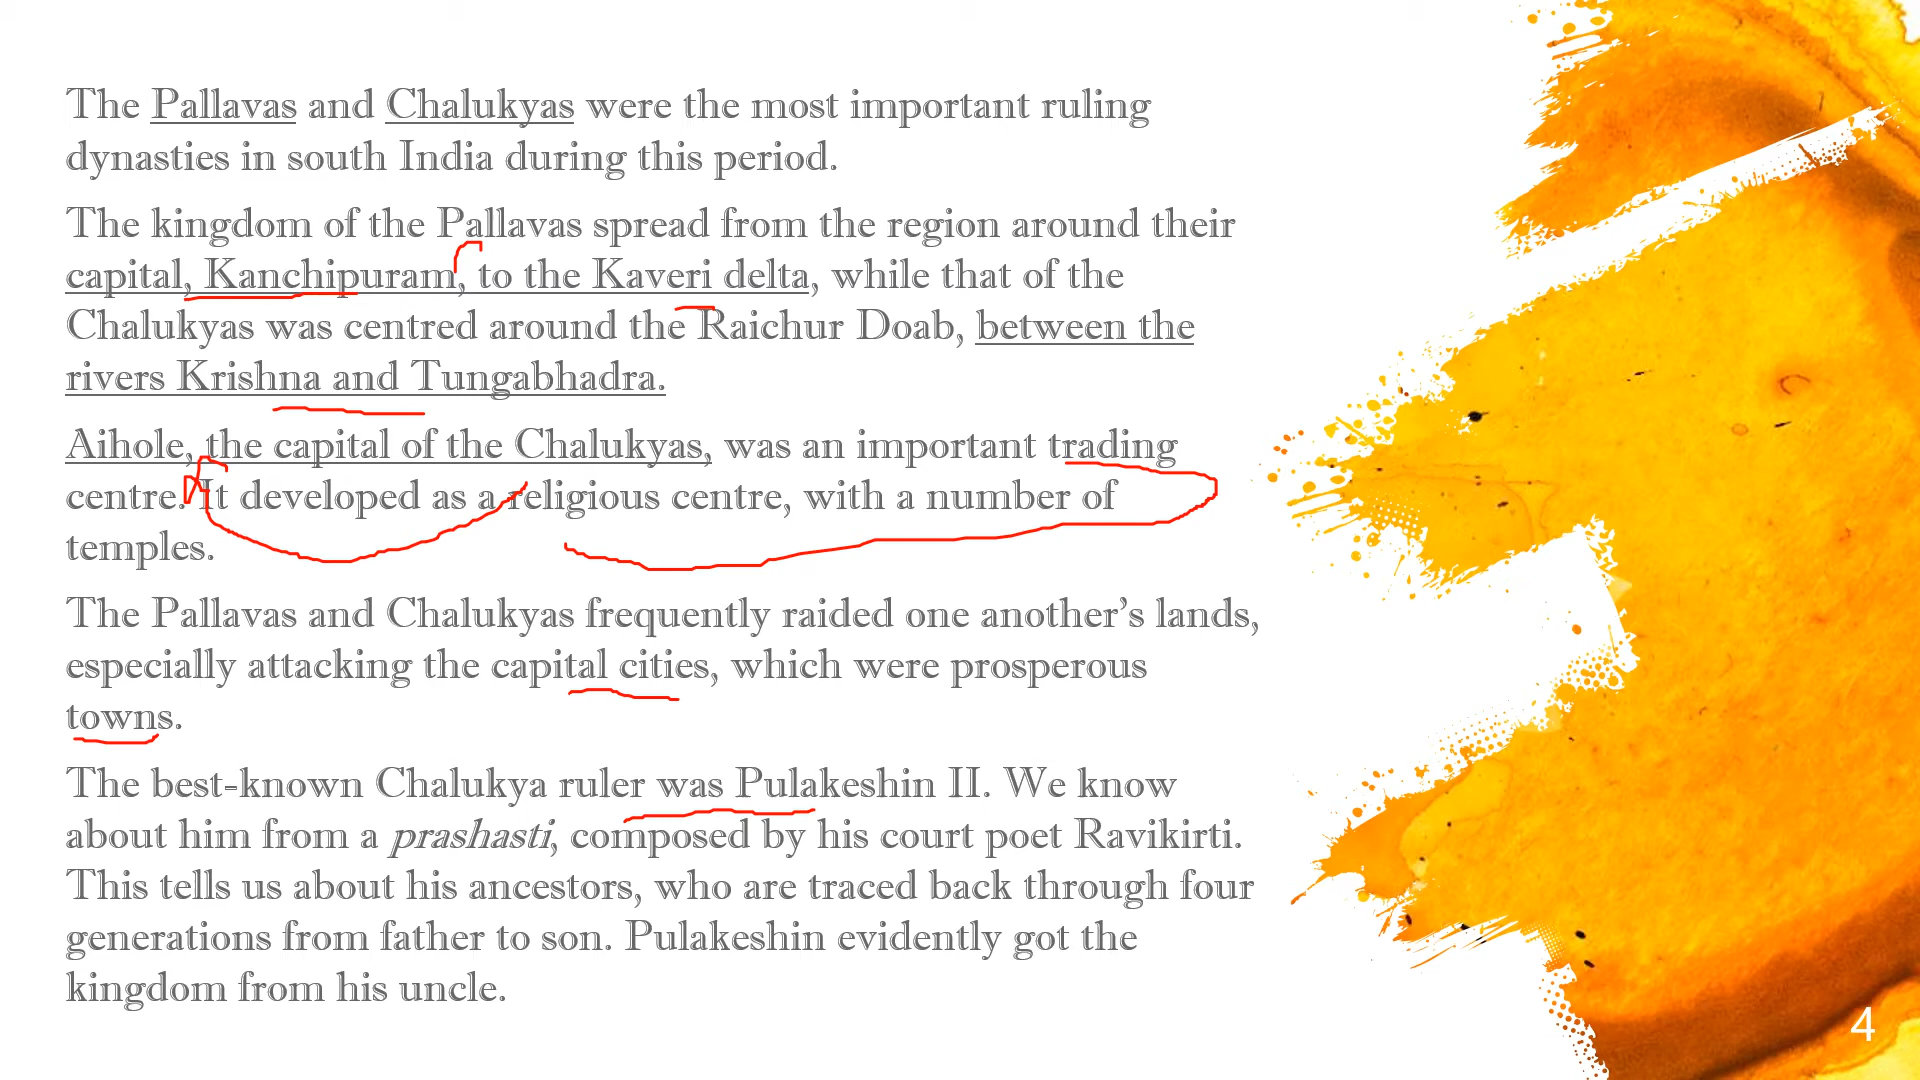 The Pallavas and Chalukyas were the most important ruling
dynasties in south India during this period.
The kingdom of the Pallavas spread from the region around their
capital, Kanchipuram, to the Kaveri delta, while that of the
Chalukyas was centred around the Raichur Doab, between the
rivers Krishna and Tungabhadra.
Aihole, the capital of the Chalukyas, was an important trading
centre. It developed as a religious centre, with a number of
temples.
The Pallavas and Chalukyas frequently raided one another’s lands,
especially attacking the capital cities, which were prosperous
towns.
The best-known Chalukya ruler was Pulakeshin II. We know
about him from a prashasti, composed by his court poet Ravikirti.
This tells us about his ancestors, who are traced back through four
generations from father to son. Pulakeshin evidently got the
kingdom from his uncle.
4